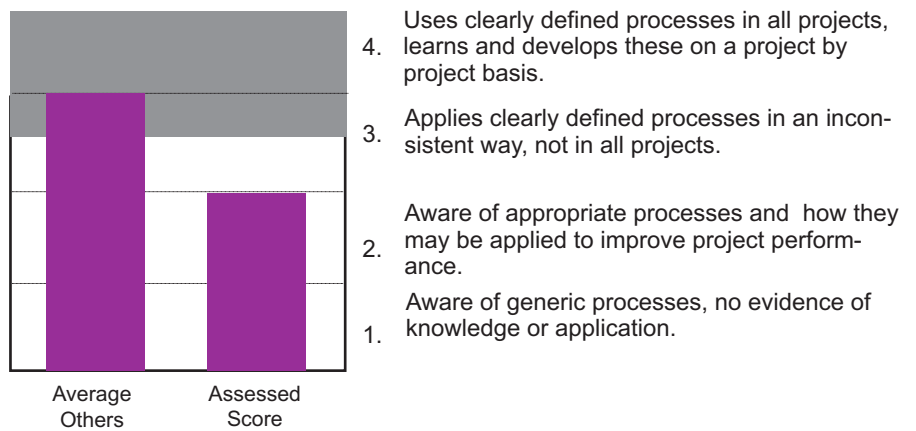 Uses clearly defined processes in all projects,
4. learns and develops these on a project by
project basis.
Applies clearly defined processes in an incon-
3. sistent way, not in all projects.
Aware of appropriate processes and how they
2. may be applied to improve project perform-
ance.
Aware of generic processes, no evidence of
1. knowledge or application.
Average
Others
Assessed
Score